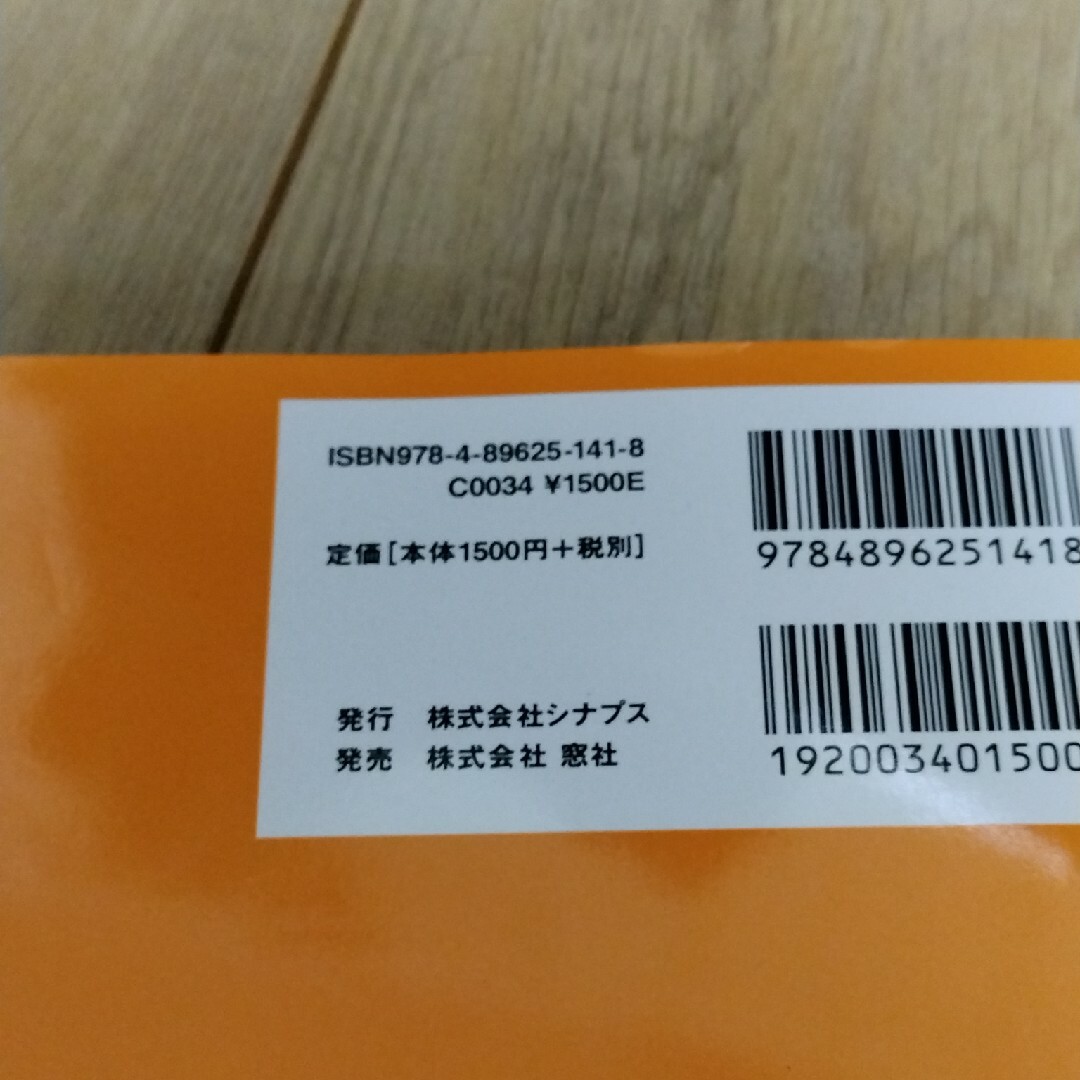 ISBN978-4-89625-141-8
C0034 ¥1500E
定価[本体1500円+税別]
発行 株式会社シナプス
発売 株式会社 窓社
9784896251418
192003401500